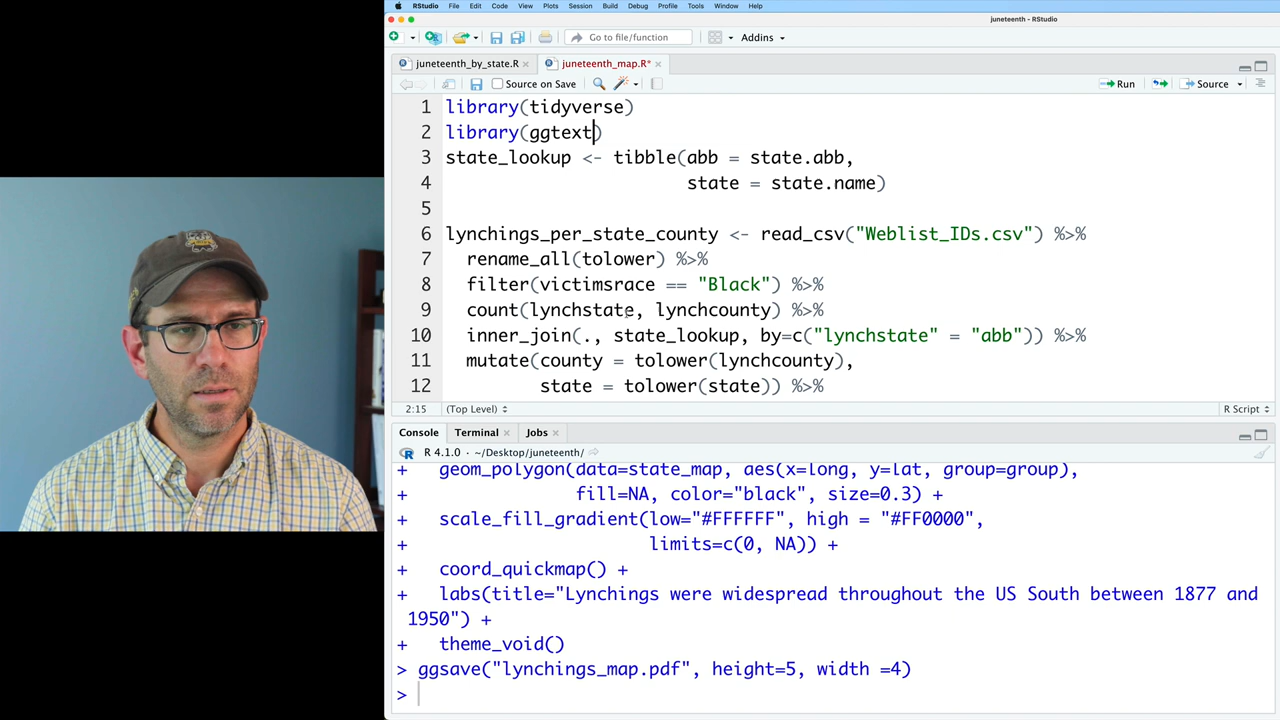 RStudio File Edit Code View Plots Session Build Debug Profile Tools Window Help
juneteenth - RStudio
Go to file/function Addins
juneteenth_by_state.R juneteenth_map.R*
Source on Save Run Source
1 library(tidyverse)
2 library(ggtext)
3 state_lookup <- tibble(abb = state.abb,
4 state = state.name)
5
6 lynchings_per_state_county <- read_csv("Weblist_IDs.csv") %>%
7 rename_all(tolower) %>%
8 filter(victimsrace == "Black") %>%
9 count(lynchstate, lynchcounty) %>%
10 inner_join(., state_lookup, by=c("lynchstate" = "abb")) %>%
11 mutate(county = tolower(lynchcounty),
12 state = tolower(state)) %>%
2:15 (Top Level) R Script
Console Terminal Jobs
R 4.1.0 · ~/Desktop/juneteenth/
+ geom_polygon(data=state_map, aes(x=long, y=lat, group=group),
+ fill=NA, color="black", size=0.3) +
+ scale_fill_gradient(low="#FFFFFF", high = "#FF0000",
+ limits=c(0, NA)) +
+ coord_quickmap() +
+ labs(title="Lynchings were widespread throughout the US South between 1877 and
1950") +
+ theme_void()
> ggsave("lynchings_map.pdf", height=5, width =4)
>